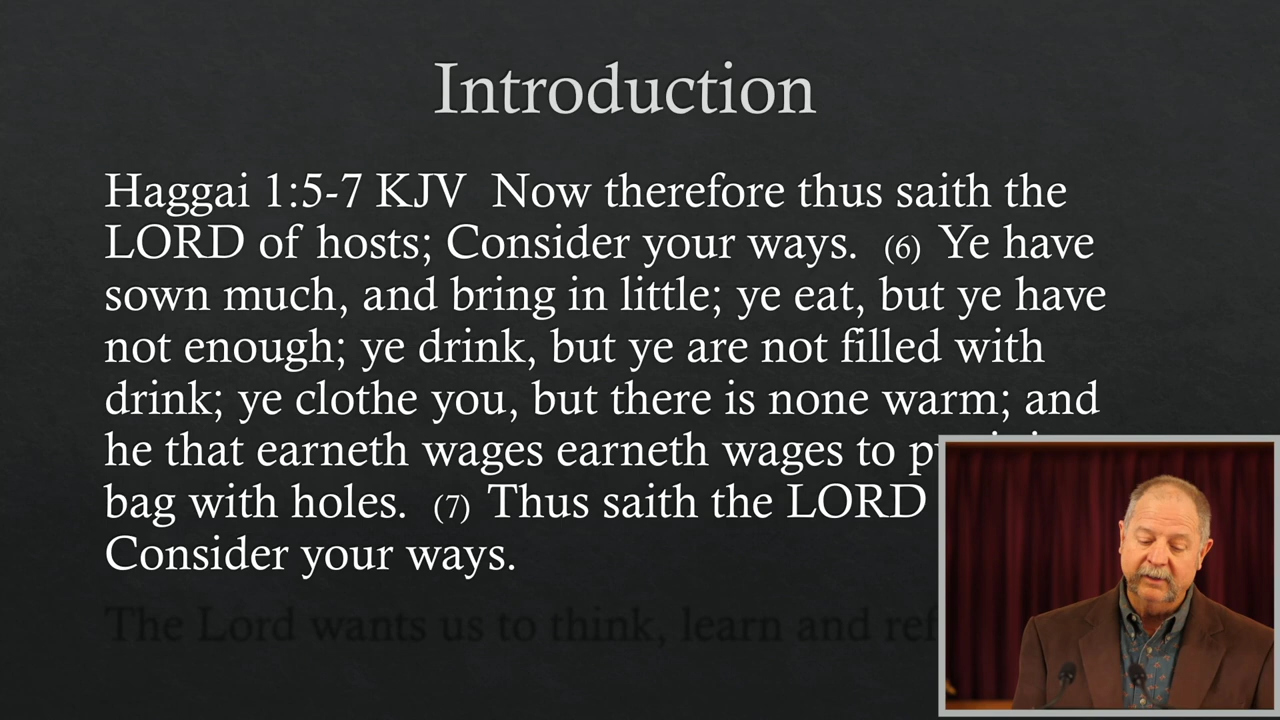 Introduction
Haggai 1:5-7 KJV Now therefore thus saith the
LORD of hosts; Consider your ways. (6) Ye have
sown much, and bring in little; ye eat, but ye have
not enough; ye drink, but ye are not filled with
drink; ye clothe you, but there is none warm; and
he that earneth wages earneth wages to
bag with holes. (7) Thus saith the LORD
Consider your ways.
The Lord wants us to think, learn and